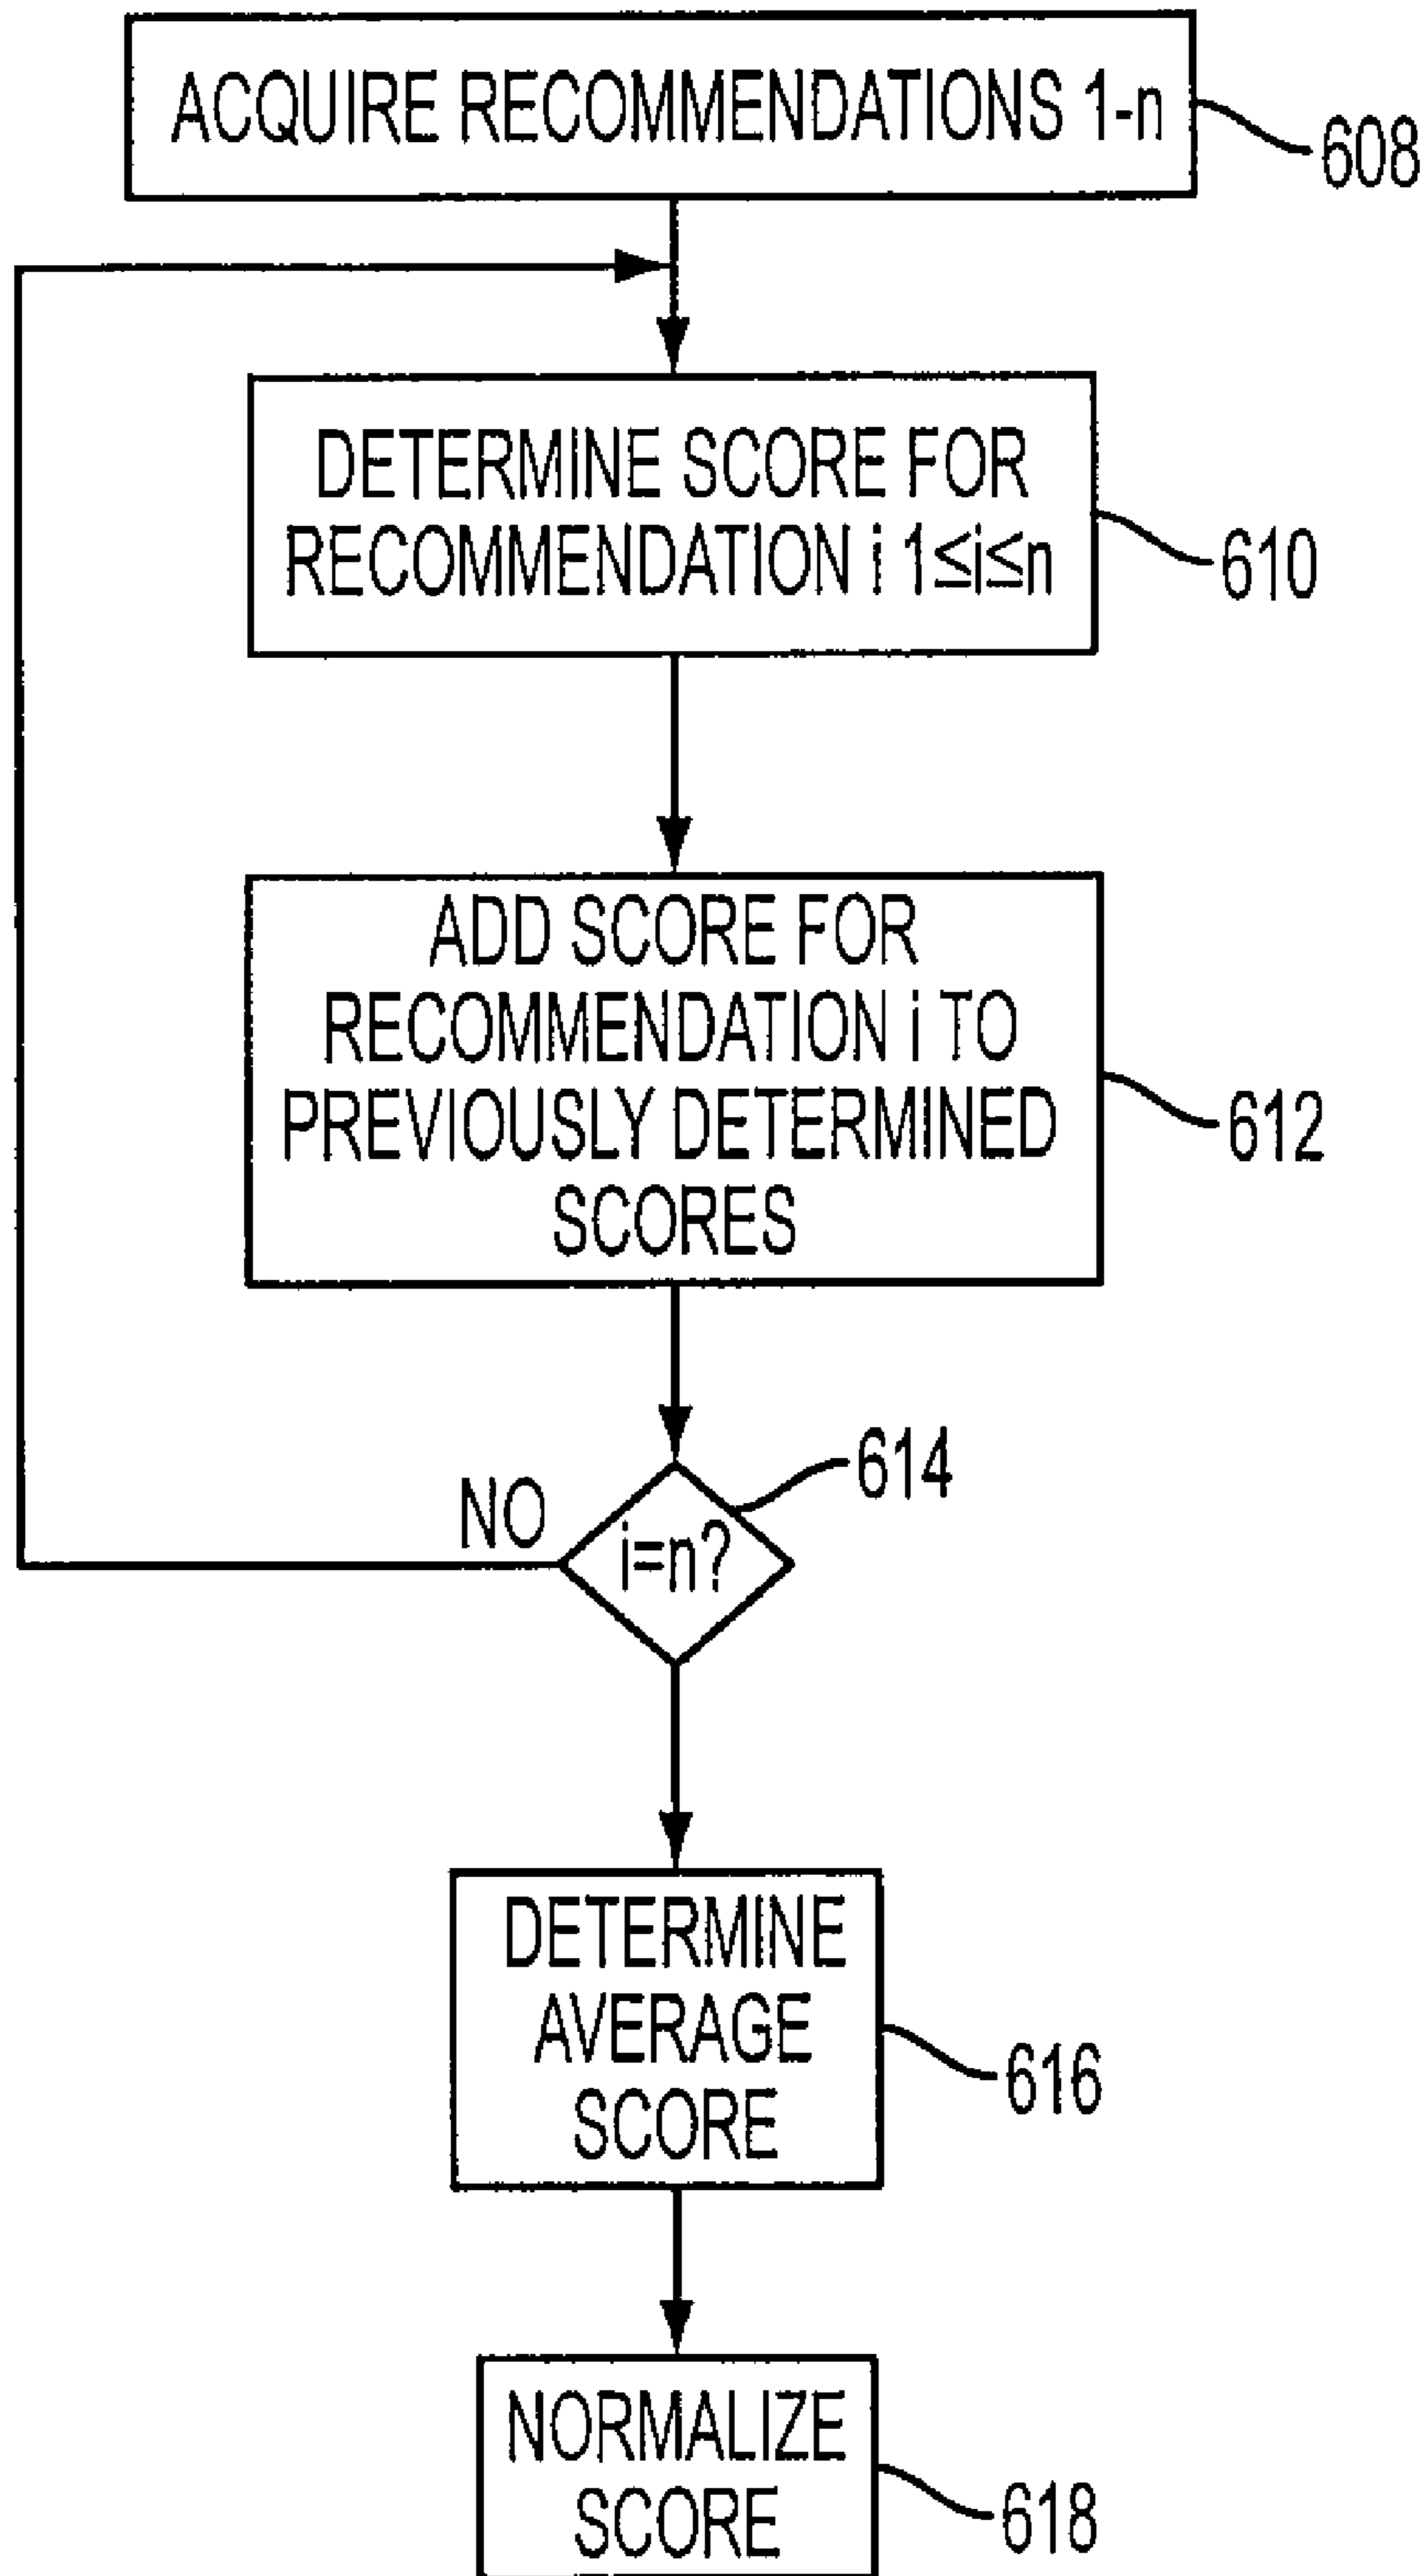 ACQUIRE RECOMMENDATIONS 1-n
608
DETERMINE SCORE FOR
RECOMMENDATION i 1≤i≤n
610
ADD SCORE FOR
RECOMMENDATION i TO
PREVIOUSLY DETERMINED
SCORES
612
614
NO
i=n?
DETERMINE
AVERAGE
SCORE
616
NORMALIZE
SCORE
618